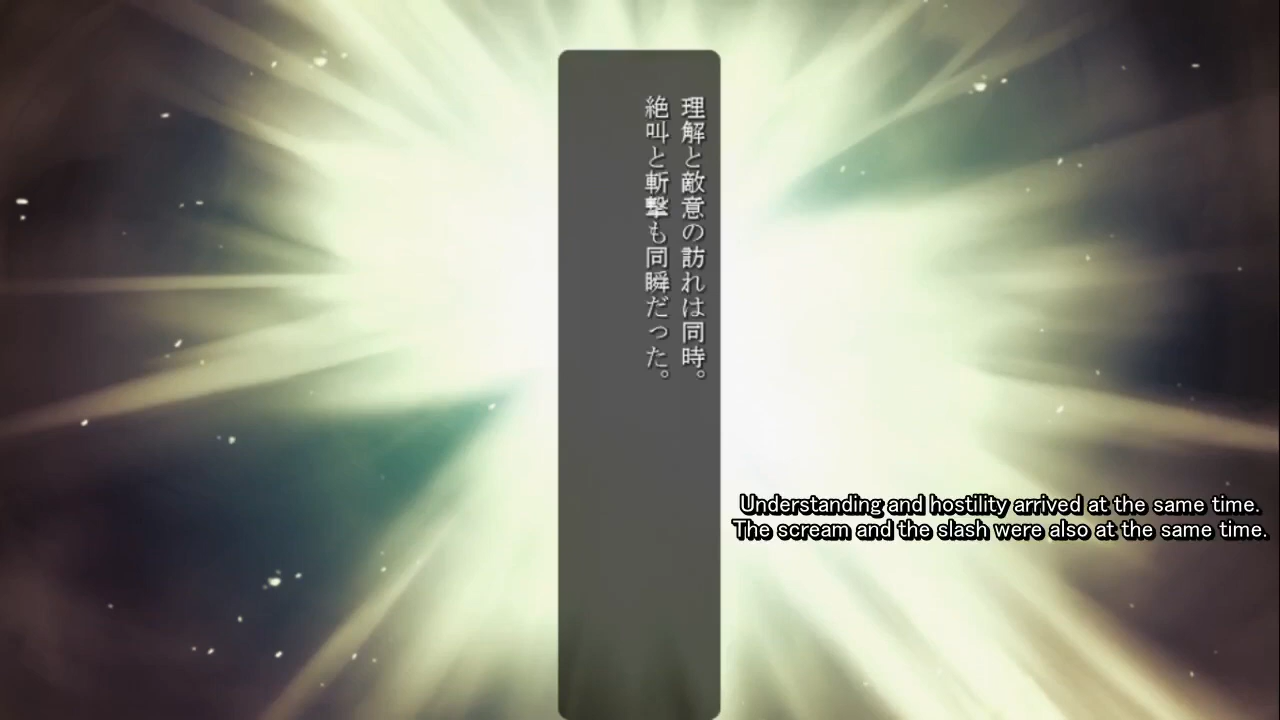 理解と敵意の訪れは同時。
絶叫と斬撃も同瞬だった。
Understanding and hostility arrived at the same time.
The scream and the slash were also at the same time.